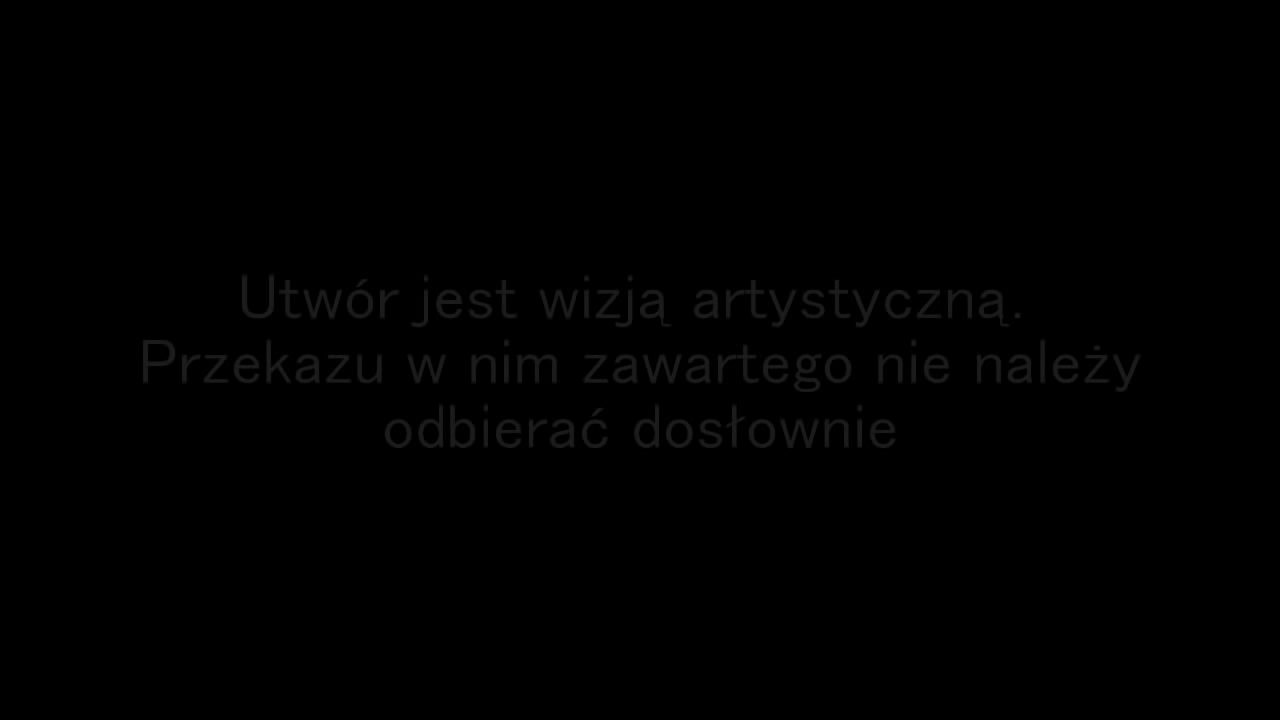 Utwór jest wizją artystyczną.
Przekazu w nim zawartego nie należy
odbierać dosłownie